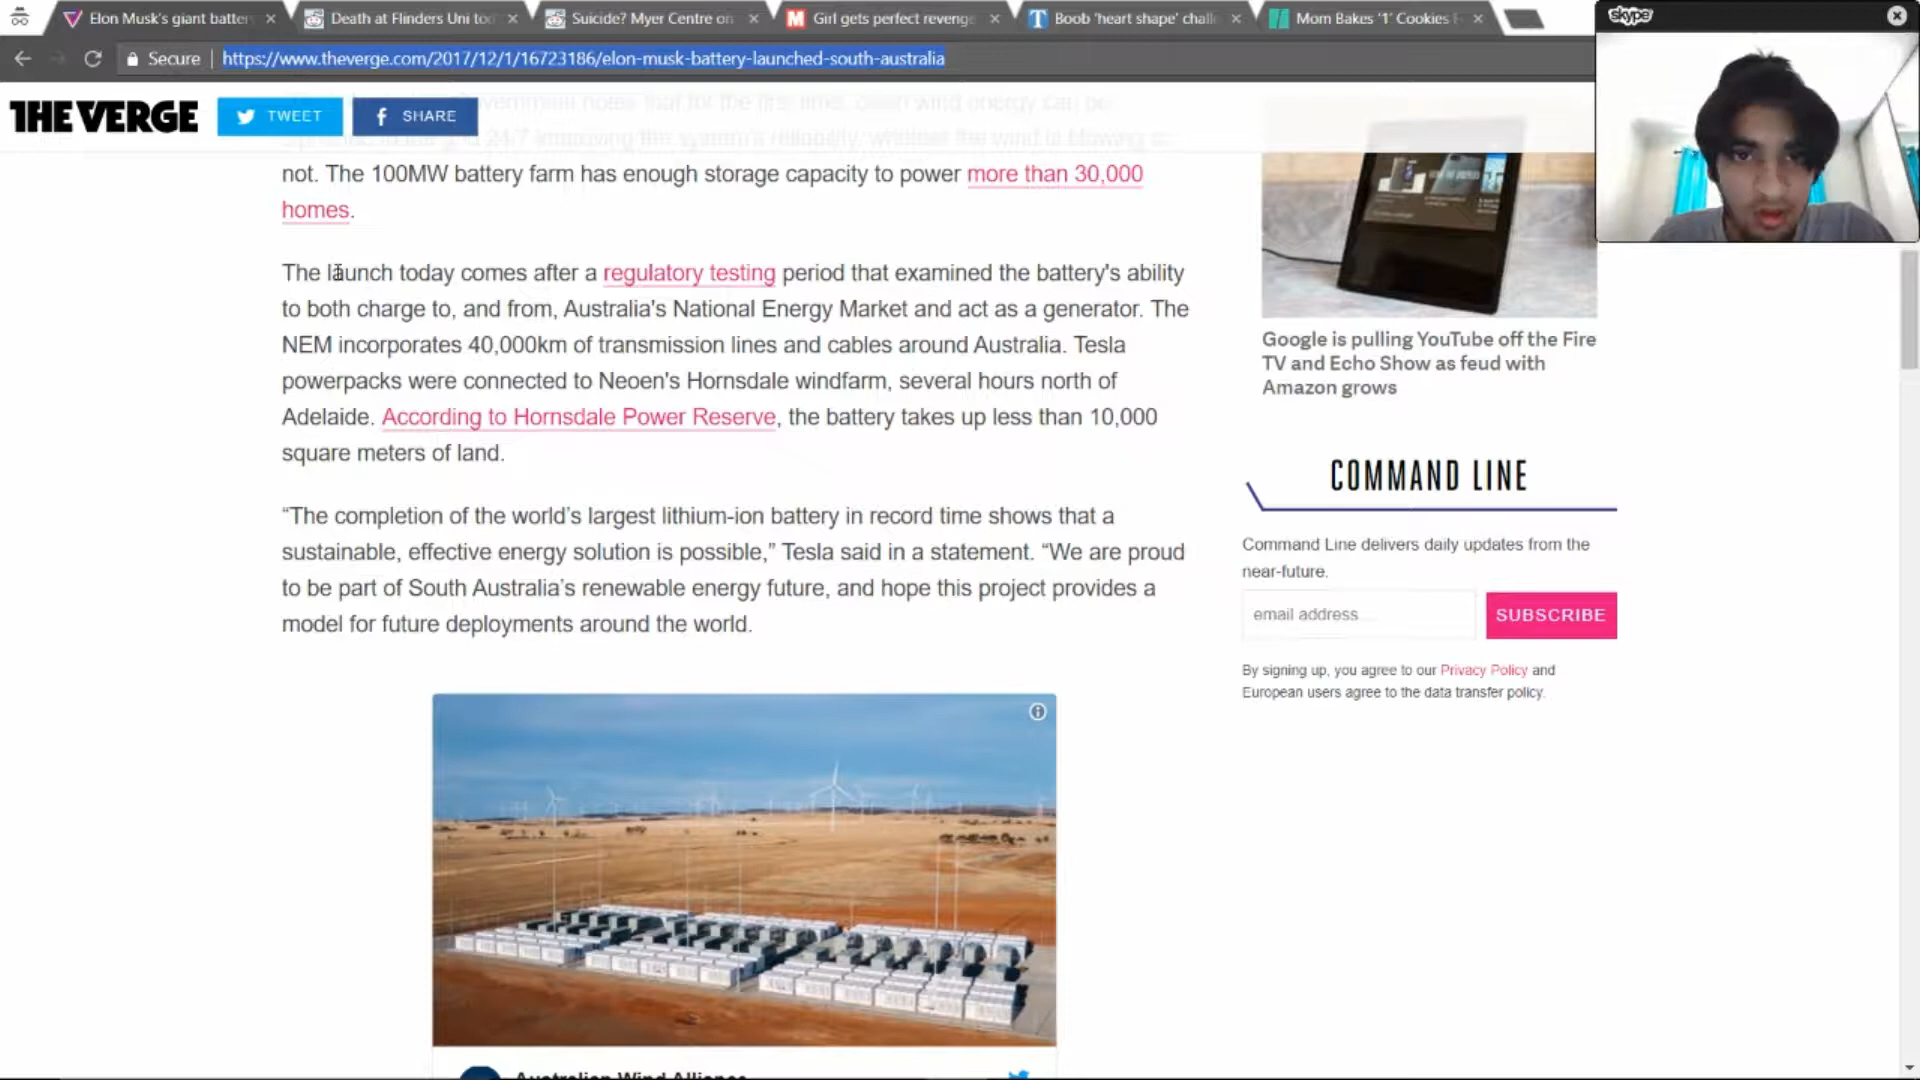 Elon Musk's giant batter
Death at Flinders Uni to
Suicide? Myer Centre on
Girl gets perfect revenge
Boob 'heart shape' chall
Mom Bakes '1' Cookies
skype
Secure
https://www.theverge.com/2017/12/1/16723186/elon-musk-battery-launched-south-australia
THE VERGE
TWEET
SHARE
not. The 100MW battery farm has enough storage capacity to power more than 30,000
homes.
The launch today comes after a regulatory testing period that examined the battery's ability
to both charge to, and from, Australia's National Energy Market and act as a generator. The
NEM incorporates 40,000km of transmission lines and cables around Australia. Tesla
powerpacks were connected to Neoen's Hornsdale windfarm, several hours north of
Adelaide. According to Hornsdale Power Reserve, the battery takes up less than 10,000
square meters of land.
“The completion of the world’s largest lithium-ion battery in record time shows that a
sustainable, effective energy solution is possible,” Tesla said in a statement. “We are proud
to be part of South Australia’s renewable energy future, and hope this project provides a
model for future deployments around the world.
Australian Wind Alliance
Google is pulling YouTube off the Fire
TV and Echo Show as feud with
Amazon grows
COMMAND LINE
Command Line delivers daily updates from the
near-future.
email address
SUBSCRIBE
By signing up, you agree to our Privacy Policy and
European users agree to the data transfer policy.